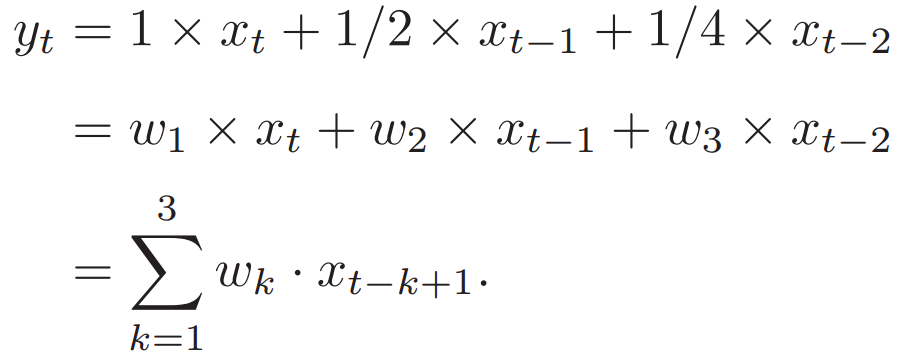 y_t = 1 × x_t + 1/2 × x_{t−1} + 1/4 × x_{t−2}
= w_1 × x_t + w_2 × x_{t−1} + w_3 × x_{t−2}
= \sum_{k=1}^{3} w_k · x_{t−k+1}.